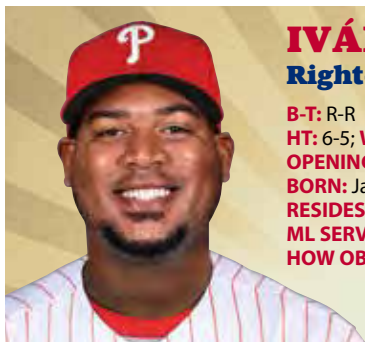 P
IVÁ
Right
B-T: R-R
HT: 6-5;
OPENING
BORN: Ja
RESIDES
ML SERV
HOW OB